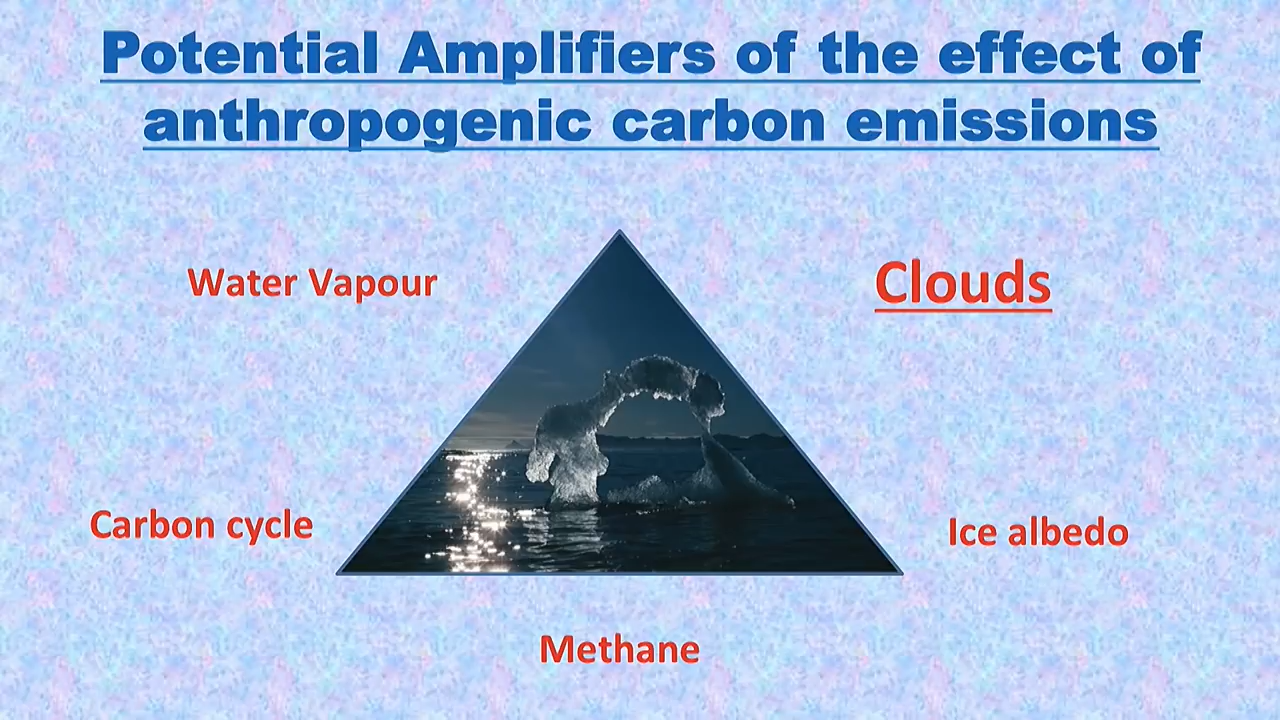 Potential Amplifiers of the effect of
anthropogenic carbon emissions
Water Vapour
Clouds
Carbon cycle
Ice albedo
Methane